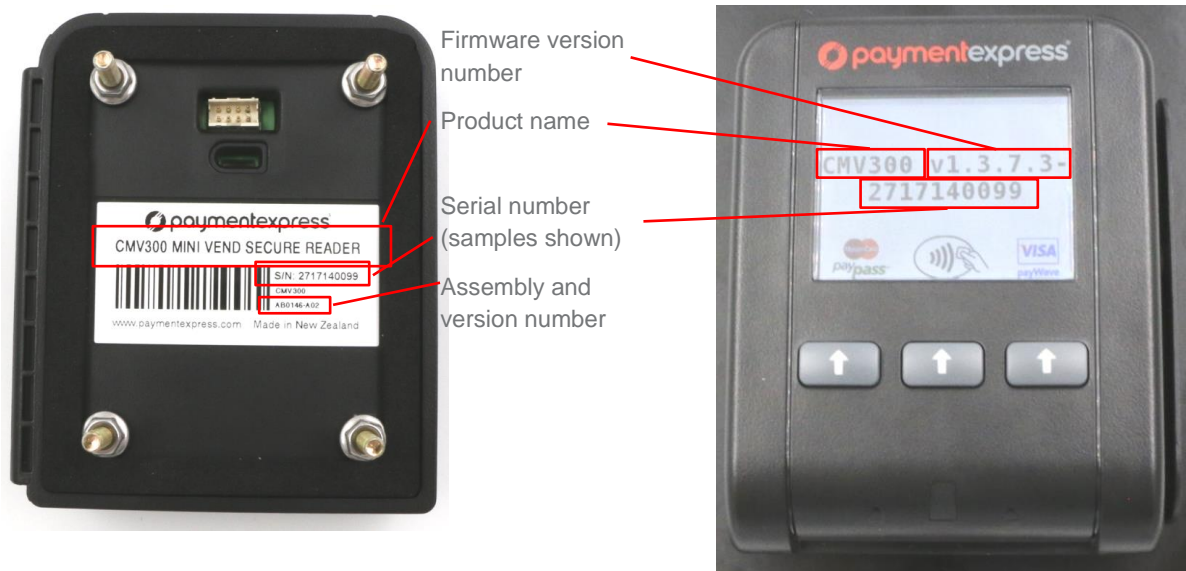 Firmware version
number
Product name
Serial number
(samples shown)
Assembly and
version number
paymentexpress
CMV300 MINI VEND SECURE READER
S/N: 2717140099
CMV300
AB0146-A02
www.paymentexpress.com Made in New Zealand
paymentexpress
CMV300 v1.3.7.3-
2717140099
paypass
VISA
payWave